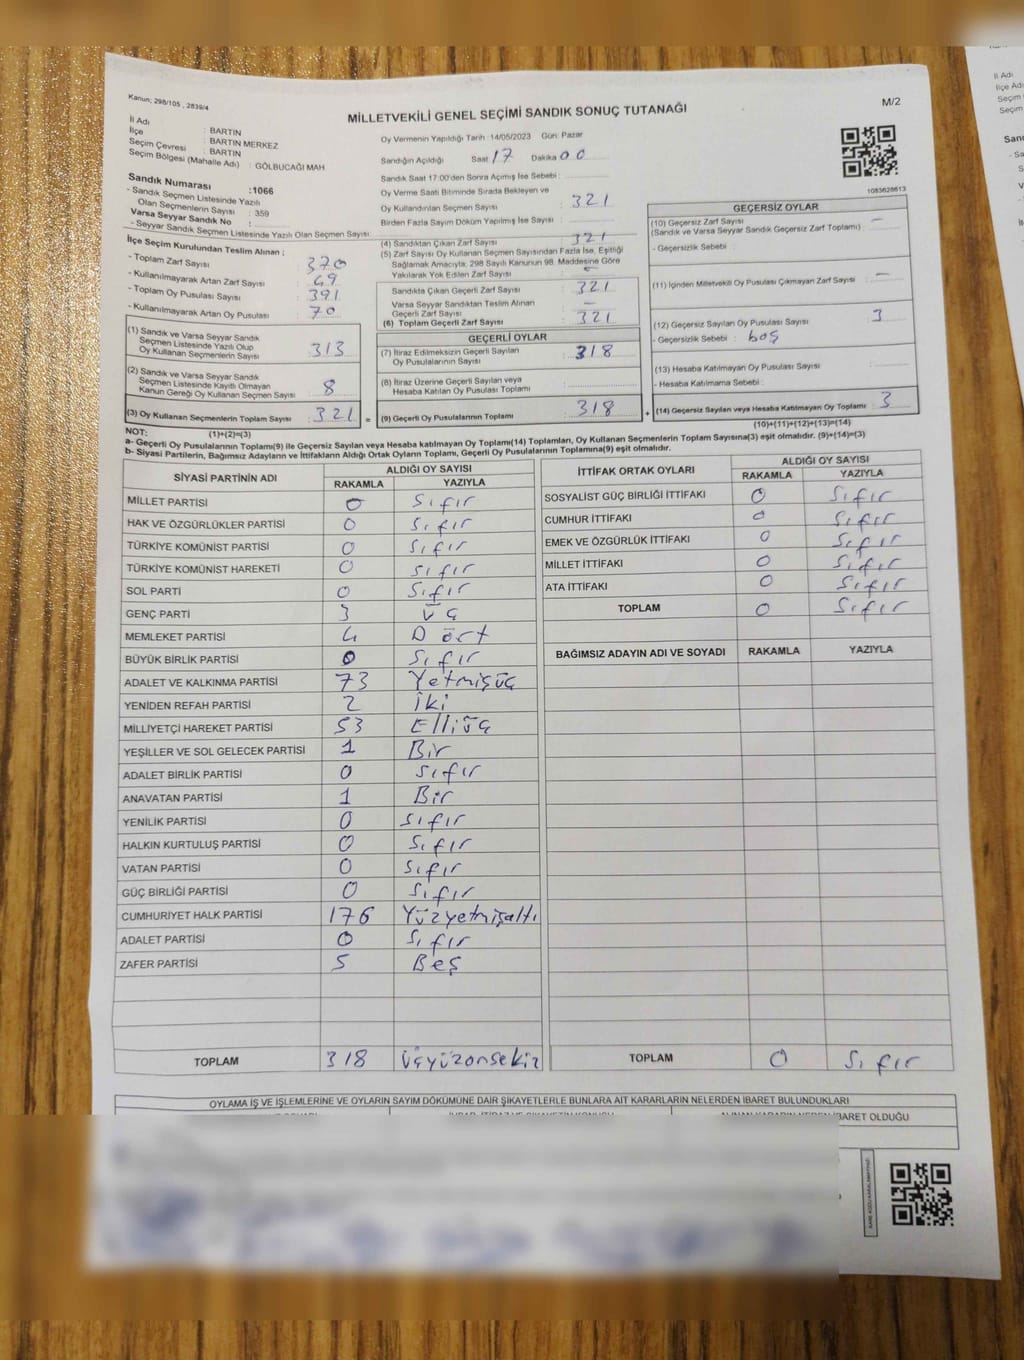 Kanun; 298/105 , 2839/4
MİLLETVEKİLİ GENEL SEÇİMİ SANDIK SONUÇ TUTANAĞI
M/2
İl Adı : BARTIN
İlçe : BARTIN MERKEZ
Seçim Çevresi : BARTIN
Seçim Bölgesi (Mahalle Adı) : GÖLBUCAĞI MAH
Sandık Numarası :1066
- Sandık Seçmen Listesinde Yazılı
Olan Seçmenlerin Sayısı : 359
Varsa Seyyar Sandık No :
- Seyyar Sandık Seçmen Listesinde Yazılı Olan Seçmen Sayısı:
İlçe Seçim Kurulundan Teslim Alınan ;
- Toplam Zarf Sayısı : 370
- Kullanılmayarak Artan Zarf Sayısı : 49
- Toplam Oy Pusulası Sayısı : 391
- Kullanılmayarak Artan Oy Pusulası : 70
(1) Sandık ve Varsa Seyyar Sandık
Seçmen Listesinde Yazılı Olup
Oy Kullanan Seçmenlerin Sayısı : 313
(2) Sandık ve Varsa Seyyar Sandık
Seçmen Listesinde Kayıtlı Olmayan
Kanun Gereği Oy Kullanan Seçmen Sayısı : 8
(3) Oy Kullanan Seçmenlerin Toplam Sayısı : 321 =
(1)+(2)=(3)
Oy Vermenin Yapıldığı Tarih :14/05/2023 Gün: Pazar
Sandığın Açıldığı Saat 17 Dakika 00
Sandık Saat 17:00'den Sonra Açılmış İse Sebebi :
Oy Verme Saati Bitiminde Sırada Bekleyen ve
Oy Kullandırılan Seçmen Sayısı : 321
Birden Fazla Sayım Döküm Yapılmış İse Sayısı :
(4) Sandıktan Çıkan Zarf Sayısı : 321
(5) Zarf Sayısı Oy Kullanan Seçmen Sayısından Fazla İse, Eşitliği
Sağlamak Amacıyla; 298 Sayılı Kanunun 98. Maddesine Göre
Yakılarak Yok Edilen Zarf Sayısı : -
Sandıkta Çıkan Geçerli Zarf Sayısı : 321
Varsa Seyyar Sandıktan Teslim Alınan
Geçerli Zarf Sayısı : -
(6) Toplam Geçerli Zarf Sayısı : 321
GEÇERLİ OYLAR
(7) İtiraz Edilmeksizin Geçerli Sayılan
Oy Pusulalarının Sayısı : 318
(8) İtiraz Üzerine Geçerli Sayılan veya
Hesaba Katılan Oy Pusulası Toplamı :
(9) Geçerli Oy Pusulalarının Toplamı : 318 +
1083628613
GEÇERSİZ OYLAR
(10) Geçersiz Zarf Sayısı
(Sandık ve Varsa Seyyar Sandık Geçersiz Zarf Toplamı) : -
- Geçersizlik Sebebi :
(11) İçinden Milletvekili Oy Pusulası Çıkmayan Zarf Sayısı : -
(12) Geçersiz Sayılan Oy Pusulası Sayısı : 3
- Geçersizlik Sebebi : boş
(13) Hesaba Katılmayan Oy Pusulası Sayısı :
- Hesaba Katılmama Sebebi :
(14) Geçersiz Sayılan veya Hesaba Katılmayan Oy Toplamı : 3
(10)+(11)+(12)+(13)=(14)
NOT:
a- Geçerli Oy Pusulalarının Toplamı(9) ile Geçersiz Sayılan veya Hesaba katılmayan Oy Toplamı(14) Toplamları, Oy Kullanan Seçmenlerin Toplam Sayısına(3) eşit olmalıdır. (9)+(14)=(3)
b- Siyasi Partilerin, Bağımsız Adayların ve İttifakların Aldığı Ortak Oyların Toplamı, Geçerli Oy Pusulalarının Toplamına(9) eşit olmalıdır.
SİYASİ PARTİNİN ADI ALDIĞI OY SAYISI
RAKAMLA YAZIYLA
MİLLET PARTİSİ 0 Sıfır
HAK VE ÖZGÜRLÜKLER PARTİSİ 0 Sıfır
TÜRKİYE KOMÜNİST PARTİSİ 0 Sıfır
TÜRKİYE KOMÜNİST HAREKETİ 0 Sıfır
SOL PARTİ 0 Sıfır
GENÇ PARTİ 3 Üç
MEMLEKET PARTİSİ 4 Dört
BÜYÜK BİRLİK PARTİSİ 0 Sıfır
ADALET VE KALKINMA PARTİSİ 73 Yetmişüç
YENİDEN REFAH PARTİSİ 2 İki
MİLLİYETÇİ HAREKET PARTİSİ 53 Elliüç
YEŞİLLER VE SOL GELECEK PARTİSİ 1 Bir
ADALET BİRLİK PARTİSİ 0 Sıfır
ANAVATAN PARTİSİ 1 Bir
YENİLİK PARTİSİ 0 Sıfır
HALKIN KURTULUŞ PARTİSİ 0 Sıfır
VATAN PARTİSİ 0 Sıfır
GÜÇ BİRLİĞİ PARTİSİ 0 Sıfır
CUMHURİYET HALK PARTİSİ 176 Yüzyetmişaltı
ADALET PARTİSİ 0 Sıfır
ZAFER PARTİSİ 5 Beş
TOPLAM 318 Üçyüzonsekiz
İTTİFAK ORTAK OYLARI ALDIĞI OY SAYISI
RAKAMLA YAZIYLA
SOSYALİST GÜÇ BİRLİĞİ İTTİFAKI 0 Sıfır
CUMHUR İTTİFAKI 0 Sıfır
EMEK VE ÖZGÜRLÜK İTTİFAKI 0 Sıfır
MİLLET İTTİFAKI 0 Sıfır
ATA İTTİFAKI 0 Sıfır
TOPLAM 0 Sıfır
BAĞIMSIZ ADAYIN ADI VE SOYADI RAKAMLA YAZIYLA
TOPLAM 0 Sıfır
OYLAMA İŞ VE İŞLEMLERİNE VE OYLARIN SAYIM DÖKÜMÜNE DAİR ŞİKAYETLERLE BUNLARA AİT KARARLARIN NELERDEN İBARET BULUNDUKLARI
İBARET OLDUĞU
İl Adı
İlçe Adı
Seçim
Seçim